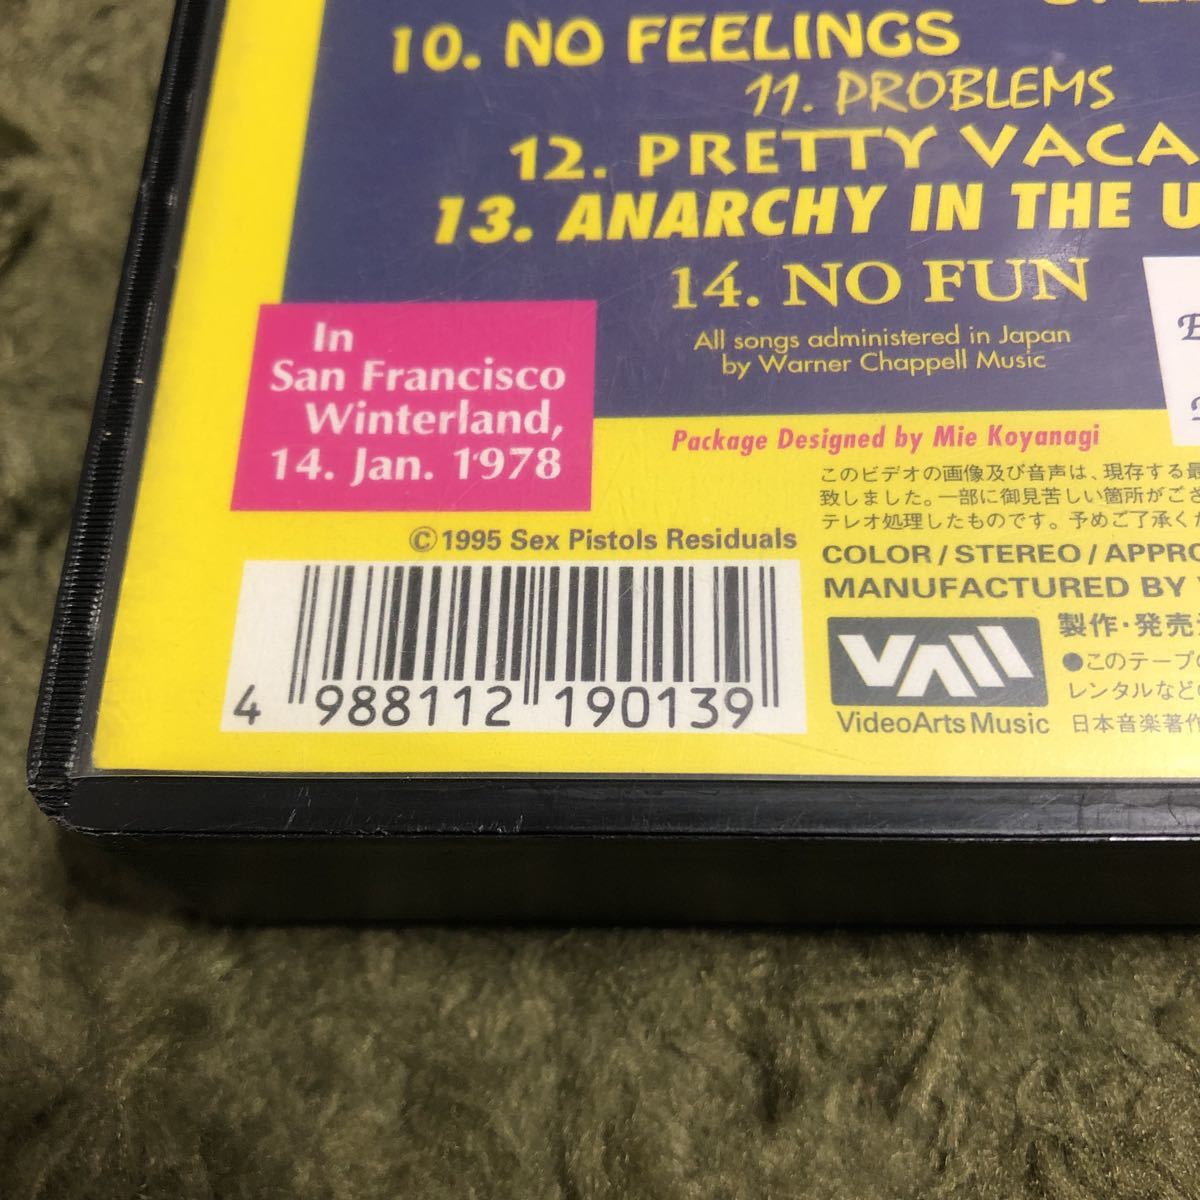 10. NO FEELINGS
11. PROBLEMS
12. PRETTY VACA
13. ANARCHY IN THE U
14. NO FUN
All songs administered in Japan
by Warner Chappell Music
In
San Francisco
Winterland,
14. Jan. 1978
Package Designed by Mie Koyanagi
このビデオの画像及び音声は、現存する最
致しました。一部に御見苦しい箇所がござ
テレオ処理したものです。予めご了承くだ
©1995 Sex Pistols Residuals
COLOR/STEREO/APPRO
MANUFACTURED BY
4 988112 190139
VAM
VideoArts Music
製作・発売
●このテープの
レンタルなどの
日本音楽著作